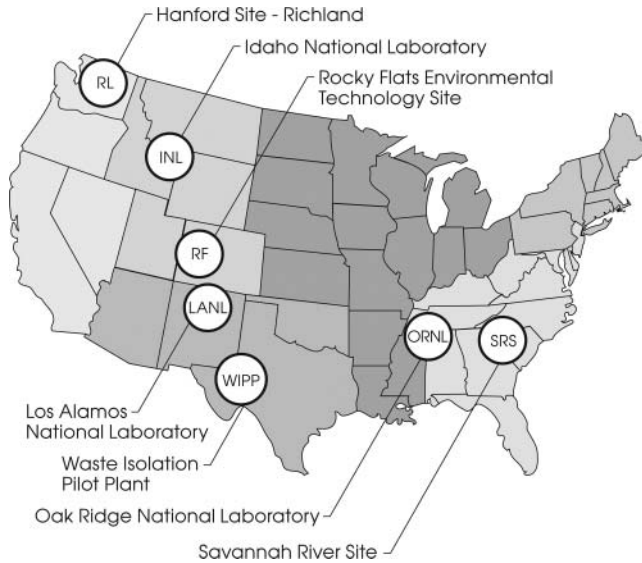 Hanford Site - Richland
Idaho National Laboratory
Rocky Flats Environmental
Technology Site
RL
INL
RF
LANL
ORNL
SRS
WIPP
Los Alamos
National Laboratory
Waste Isolation
Pilot Plant
Oak Ridge National Laboratory
Savannah River Site